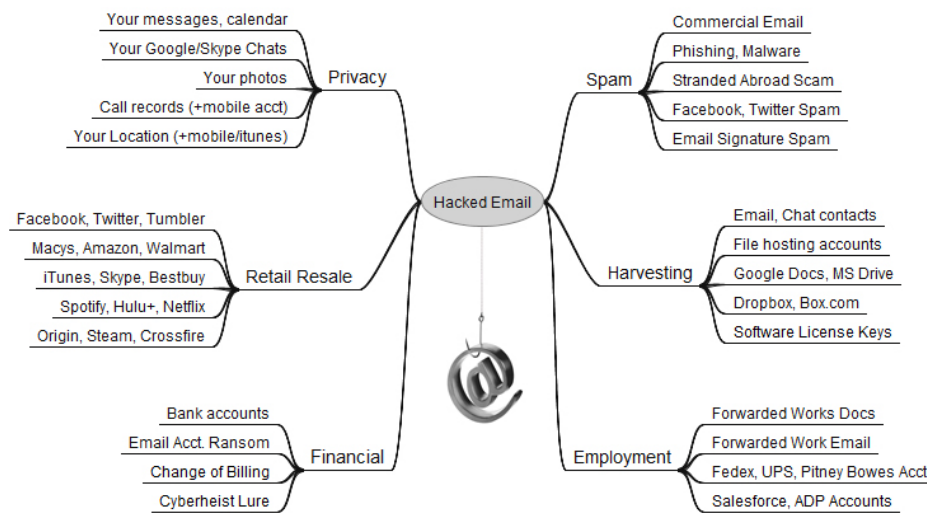 Your messages, calendar
Your Google/Skype Chats
Your photos
Call records (+mobile acct)
Your Location (+mobile/itunes)
Privacy
Facebook, Twitter, Tumbler
Macys, Amazon, Walmart
iTunes, Skype, Bestbuy
Spotify, Hulu+, Netflix
Origin, Steam, Crossfire
Retail Resale
Bank accounts
Email Acct. Ransom
Change of Billing
Cyberheist Lure
Financial
Hacked Email
@
Spam
Commercial Email
Phishing, Malware
Stranded Abroad Scam
Facebook, Twitter Spam
Email Signature Spam
Harvesting
Email, Chat contacts
File hosting accounts
Google Docs, MS Drive
Dropbox, Box.com
Software License Keys
Employment
Forwarded Works Docs
Forwarded Work Email
Fedex, UPS, Pitney Bowes Acct
Salesforce, ADP Accounts